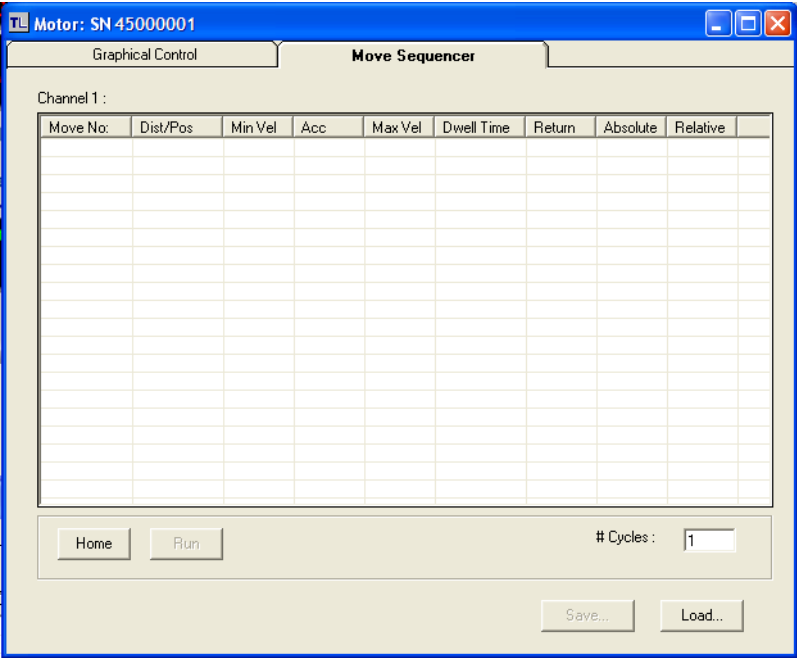 TL Motor: SN 45000001
Graphical Control Move Sequencer
Channel 1 :
Move No: Dist/Pos Min Vel Acc Max Vel Dwell Time Return Absolute Relative
Home Run # Cycles : 1
Save... Load...